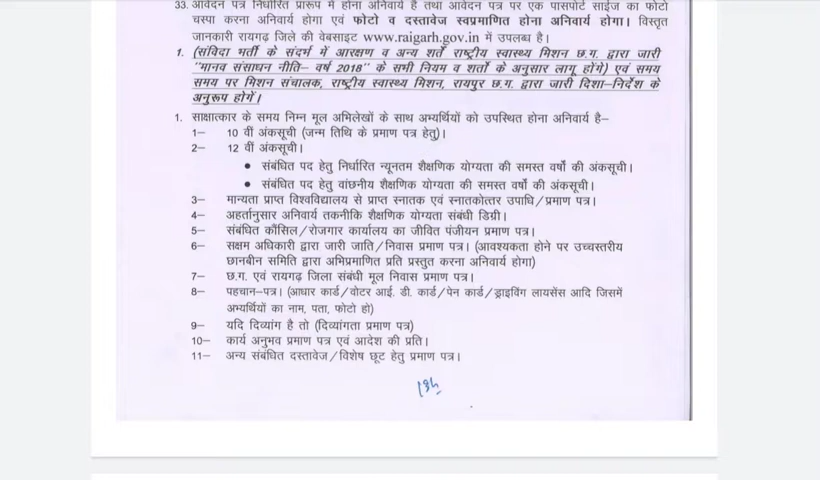 33. आवेदन पत्र निर्धारित प्रारूप में होना अनिवार्य है तथा आवेदन पत्र पर एक पासपोर्ट साईज का फोटो
चस्पा करना अनिवार्य होगा एवं फोटो व दस्तावेज स्वप्रमाणित होना अनिवार्य होगा। विस्तृत
जानकारी रायगढ़ जिले की वेबसाइट www.raigarh.gov.in में उपलब्ध है।
1. (संविदा भर्ती के संदर्भ में आरक्षण व अन्य शर्ते राष्ट्रीय स्वास्थ्य मिशन छ.ग. द्वारा जारी
"मानव संसाधन नीति– वर्ष 2018" के सभी नियम व शर्तो के अनुसार लागू होंगे) एवं समय
समय पर मिशन संचालक, राष्ट्रीय स्वास्थ्य मिशन, रायपुर छ.ग. द्वारा जारी दिशा–निर्देश के
अनुरूप होगें।
1. साक्षात्कार के समय निम्न मूल अभिलेखों के साथ अभ्यर्थियों को उपस्थित होना अनिवार्य है–
1– 10 वीं अंकसूची (जन्म तिथि के प्रमाण पत्र हेतु)।
2– 12 वीं अंकसूची।
• संबंधित पद हेतु निर्धारित न्यूनतम शैक्षणिक योग्यता की समस्त वर्षो की अंकसूची।
• संबंधित पद हेतु वांछनीय शैक्षणिक योग्यता की समस्त वर्षो की अंकसूची।
3– मान्यता प्राप्त विश्वविद्यालय से प्राप्त स्नातक एवं स्नातकोत्तर उपाधि/प्रमाण पत्र।
4– अहर्तानुसार अनिवार्य तकनीकि शैक्षणिक योग्यता संबंधी डिग्री।
5– संबंधित कौंसिल/रोजगार कार्यालय का जीवित पंजीयन प्रमाण पत्र।
6– सक्षम अधिकारी द्वारा जारी जाति/निवास प्रमाण पत्र। (आवश्यकता होने पर उच्चस्तरीय
छानबीन समिति द्वारा अभिप्रमाणित प्रति प्रस्तुत करना अनिवार्य होगा)
7– छ.ग. एवं रायगढ़ जिला संबंधी मूल निवास प्रमाण पत्र।
8– पहचान–पत्र। (आधार कार्ड/वोटर आई. डी. कार्ड/पेन कार्ड/ड्राइविंग लायसेंस आदि जिसमें
अभ्यर्थियों का नाम, पता, फोटो हो)
9– यदि दिव्यांग है तो (दिव्यांगता प्रमाण पत्र)
10– कार्य अनुभव प्रमाण पत्र एवं आदेश की प्रति।
11– अन्य संबंधित दस्तावेज/विशेष छूट हेतु प्रमाण पत्र।